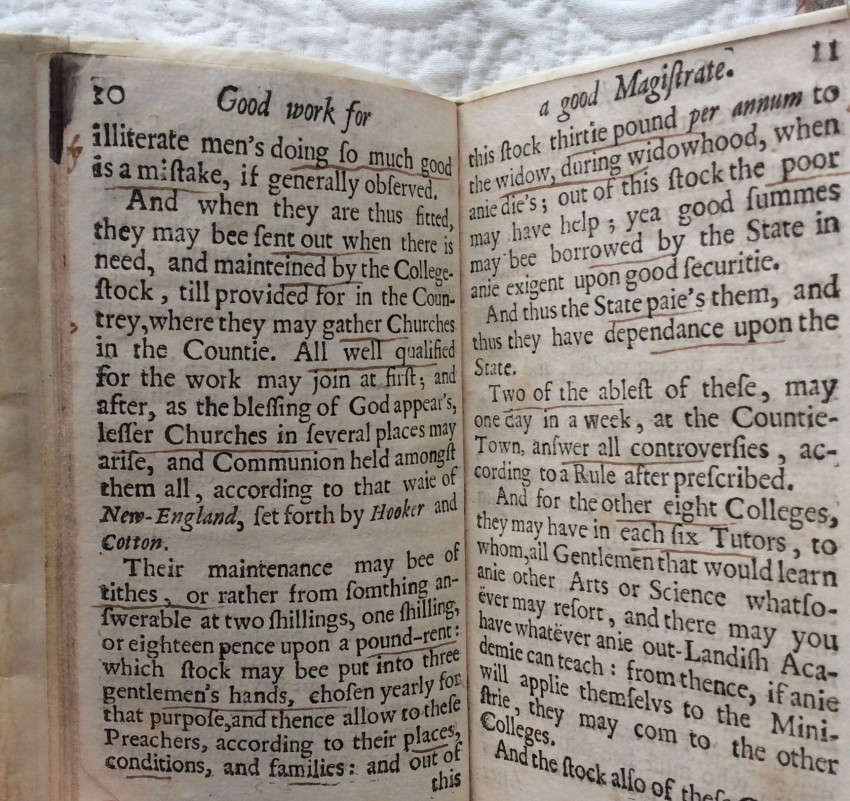 10
Good work for
illiterate men's doing ſo much good
is a miſtake, if generally obſerved.
And when they are thus fitted,
they may bee ſent out when there is
need, and mainteined by the College-
ſtock, till provided for in the Coun-
trey, where they may gather Churches
in the Countie. All well qualified
for the work may join at firſt; and
after, as the bleſſing of God appear's,
leſſer Churches in ſeveral places may
ariſe, and Communion held amongſt
them all, according to that waie of
New-England, ſet forth by Hooker and
Cotton.
Their maintenance may bee of
tithes, or rather from ſomthing an-
ſwerable at two ſhillings, one ſhilling,
or eighteen pence upon a pound-rent:
which ſtock may bee put into three
gentlemen's hands, choſen yearly for
that purpoſe, and thence allow to theſe
Preachers, according to their places,
conditions, and families: and out of
this
a good Magiſtrate.
11
this ſtock thirtie pound per annum to
the widow, during widowhood, when
anie die's; out of this ſtock the poor
may have help; yea good ſummes
may bee borrowed by the State in
anie exigent upon good ſecuritie.
And thus the State paie's them, and
thus they have dependance upon the
State.
Two of the ableſt of theſe, may
one day in a week, at the Countie-
Town, anſwer all controverſies, ac-
cording to a Rule after preſcribed.
And for the other eight Colleges,
they may have in each ſix Tutors, to
whom, all Gentlemen that would learn
anie other Arts or Science whatſo-
ëver may reſort, and there may you
have whatëver anie out-Landiſh Aca-
demie can teach: from thence, if anie
will applie themſelvs to the Mini-
ſtrie, they may com to the other
Colleges.
And the ſtock alſo of theſe